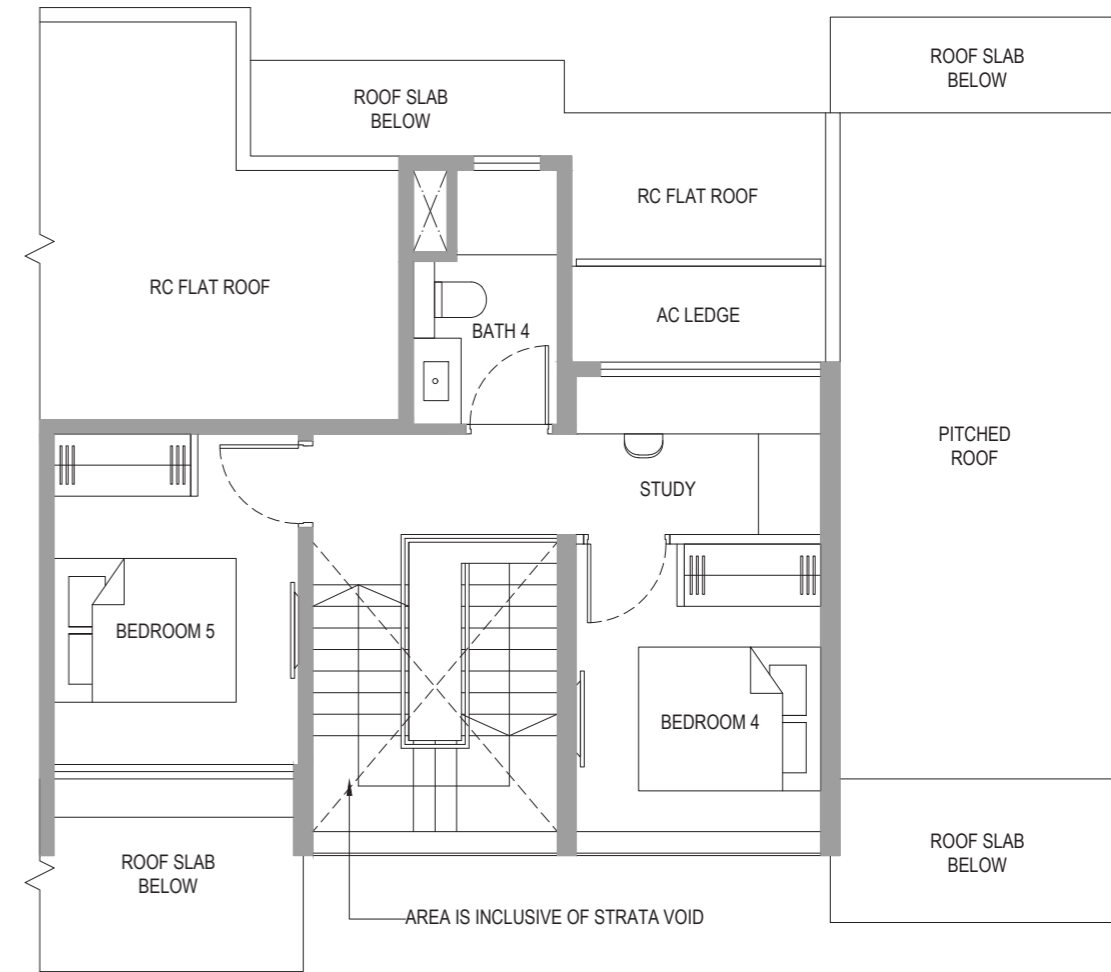 ROOF SLAB
BELOW
ROOF SLAB
BELOW
RC FLAT ROOF
RC FLAT ROOF
AC LEDGE
BATH 4
PITCHED
ROOF
STUDY
BEDROOM 5
BEDROOM 4
ROOF SLAB
BELOW
ROOF SLAB
BELOW
AREA IS INCLUSIVE OF STRATA VOID